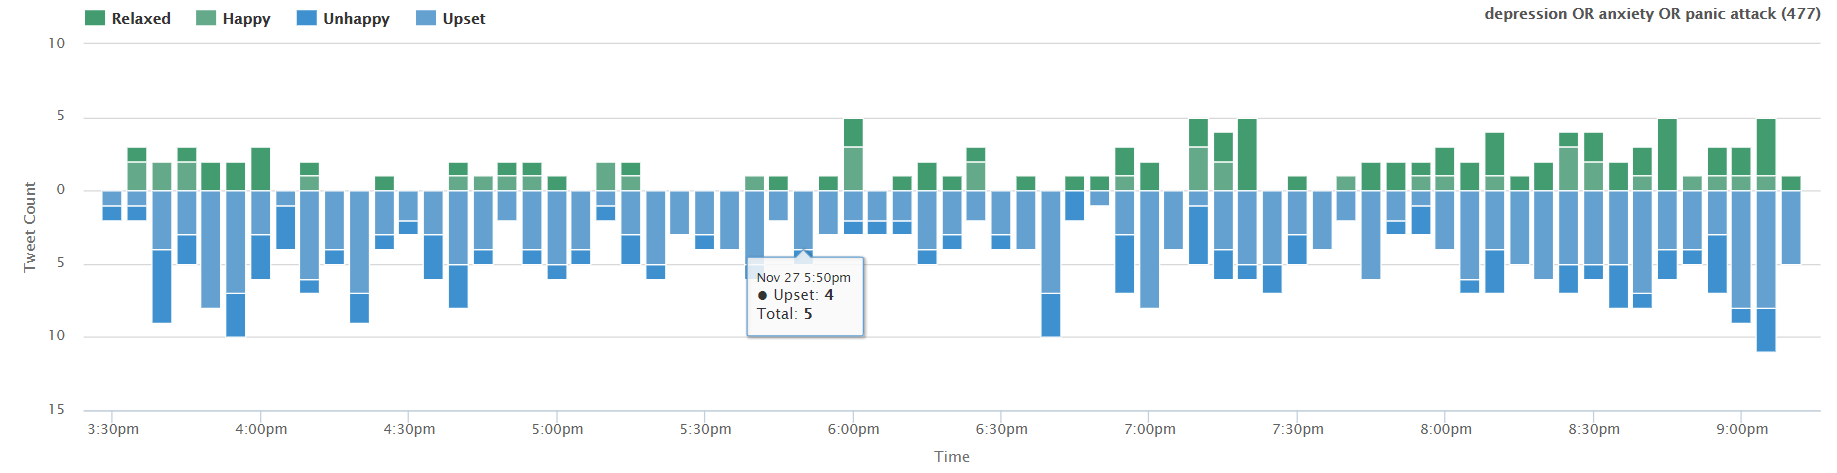 Relaxed Happy Unhappy Upset
depression OR anxiety OR panic attack (477)
10
5
0
5
10
15
Tweet Count
Nov 27 5:50pm
● Upset: 4
Total: 5
3:30pm 4:00pm 4:30pm 5:00pm 5:30pm 6:00pm 6:30pm 7:00pm 7:30pm 8:00pm 8:30pm 9:00pm
Time